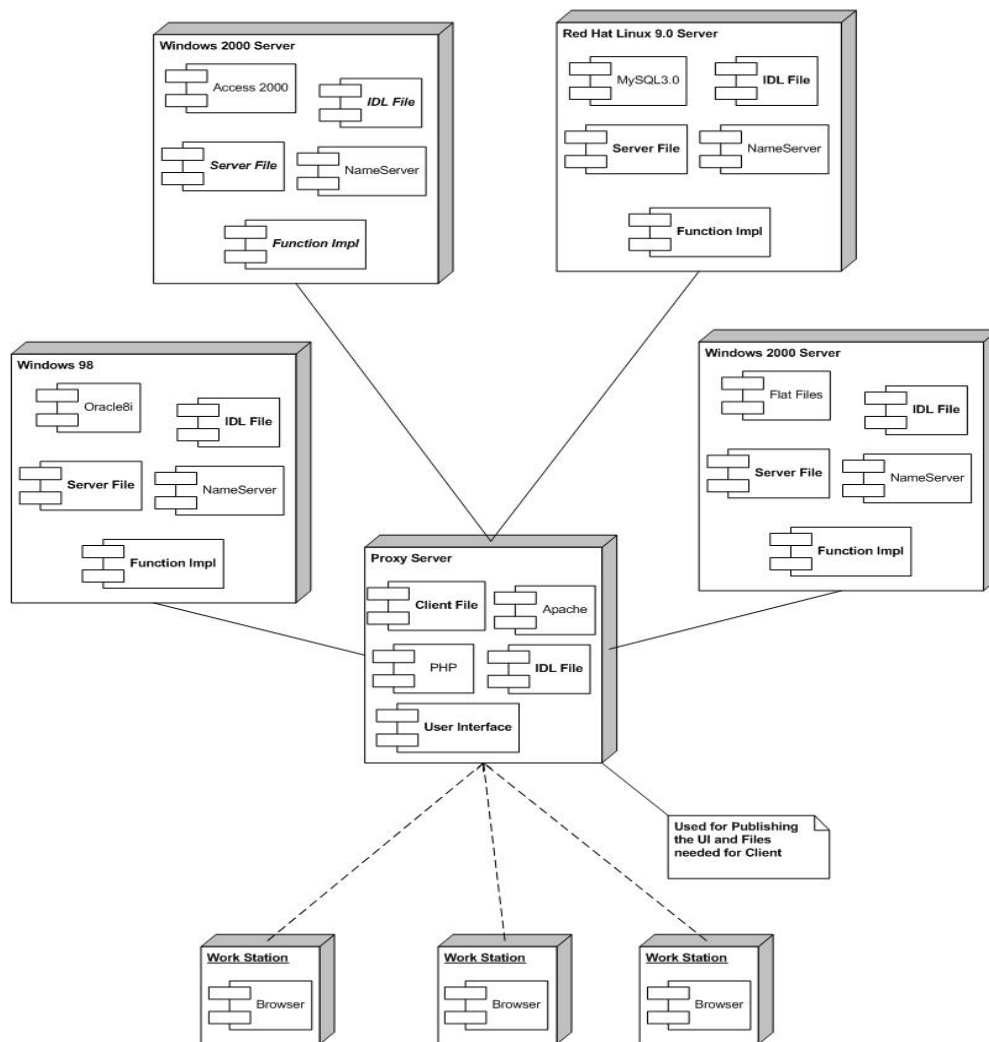 Windows 2000 Server
Access 2000
IDL File
Server File
NameServer
Function Impl
Red Hat Linux 9.0 Server
MySQL3.0
IDL File
Server File
NameServer
Function Impl
Windows 98
Oracle8i
IDL File
Server File
NameServer
Function Impl
Windows 2000 Server
Flat Files
IDL File
Server File
NameServer
Function Impl
Proxy Server
Client File
Apache
PHP
IDL File
User Interface
Used for Publishing
the UI and Files
needed for Client
Work Station
Browser
Work Station
Browser
Work Station
Browser